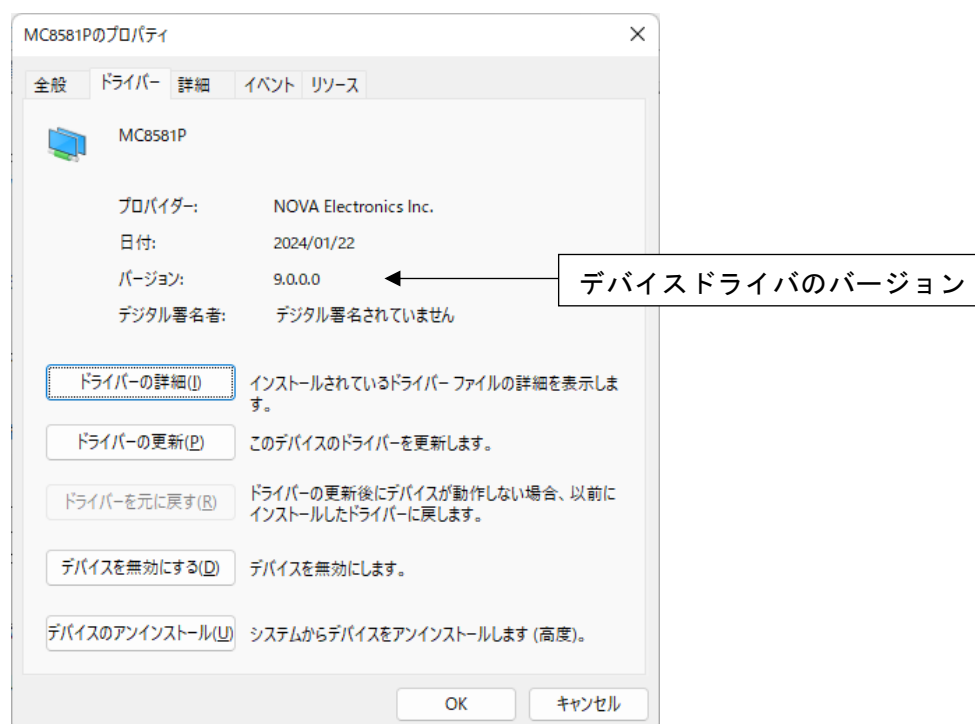 MC8581Pのプロパティ
全般 ドライバー 詳細 イベント リソース
MC8581P
プロバイダー: NOVA Electronics Inc.
日付: 2024/01/22
バージョン: 9.0.0.0
デバイスドライバのバージョン
デジタル署名者: デジタル署名されていません
ドライバーの詳細(I) インストールされているドライバー ファイルの詳細を表示しま
す。
ドライバーの更新(P) このデバイスのドライバーを更新します。
ドライバーを元に戻す(R) ドライバーの更新後にデバイスが動作しない場合、以前に
インストールしたドライバーに戻します。
デバイスを無効にする(D) デバイスを無効にします。
デバイスのアンインストール(U) システムからデバイスをアンインストールします (高度)。
OK キャンセル